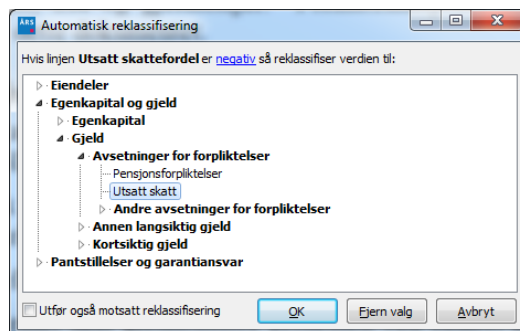 ÅRS Automatisk reklassifisering
Hvis linjen Utsatt skattefordel er negativ så reklassifiser verdien til:
Eiendeler
Egenkapital og gjeld
Egenkapital
Gjeld
Avsetninger for forpliktelser
Pensjonsforpliktelser
Utsatt skatt
Andre avsetninger for forpliktelser
Annen langsiktig gjeld
Kortsiktig gjeld
Pantstillelser og garantiansvar
Utfør også motsatt reklassifisering OK Fjern valg Avbryt